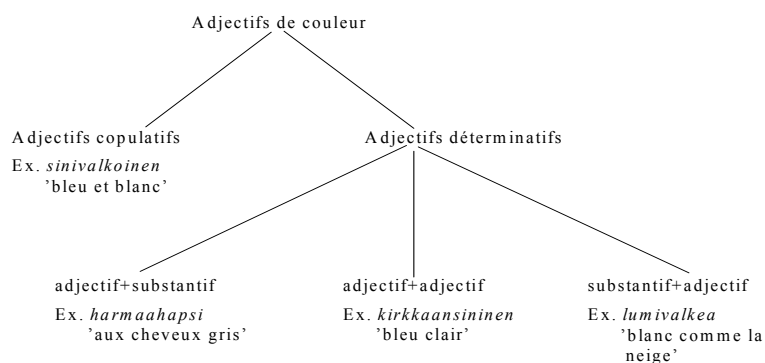 Adjectifs de couleur
Adjectifs copulatifs
Ex. sinivalkoinen
'bleu et blanc'
Adjectifs déterminatifs
adjectif+substantif
Ex. harmaahapsi
'aux cheveux gris'
adjectif+adjectif
Ex. kirkkaansininen
'bleu clair'
substantif+adjectif
Ex. lumivalkea
'blanc comme la
neige'